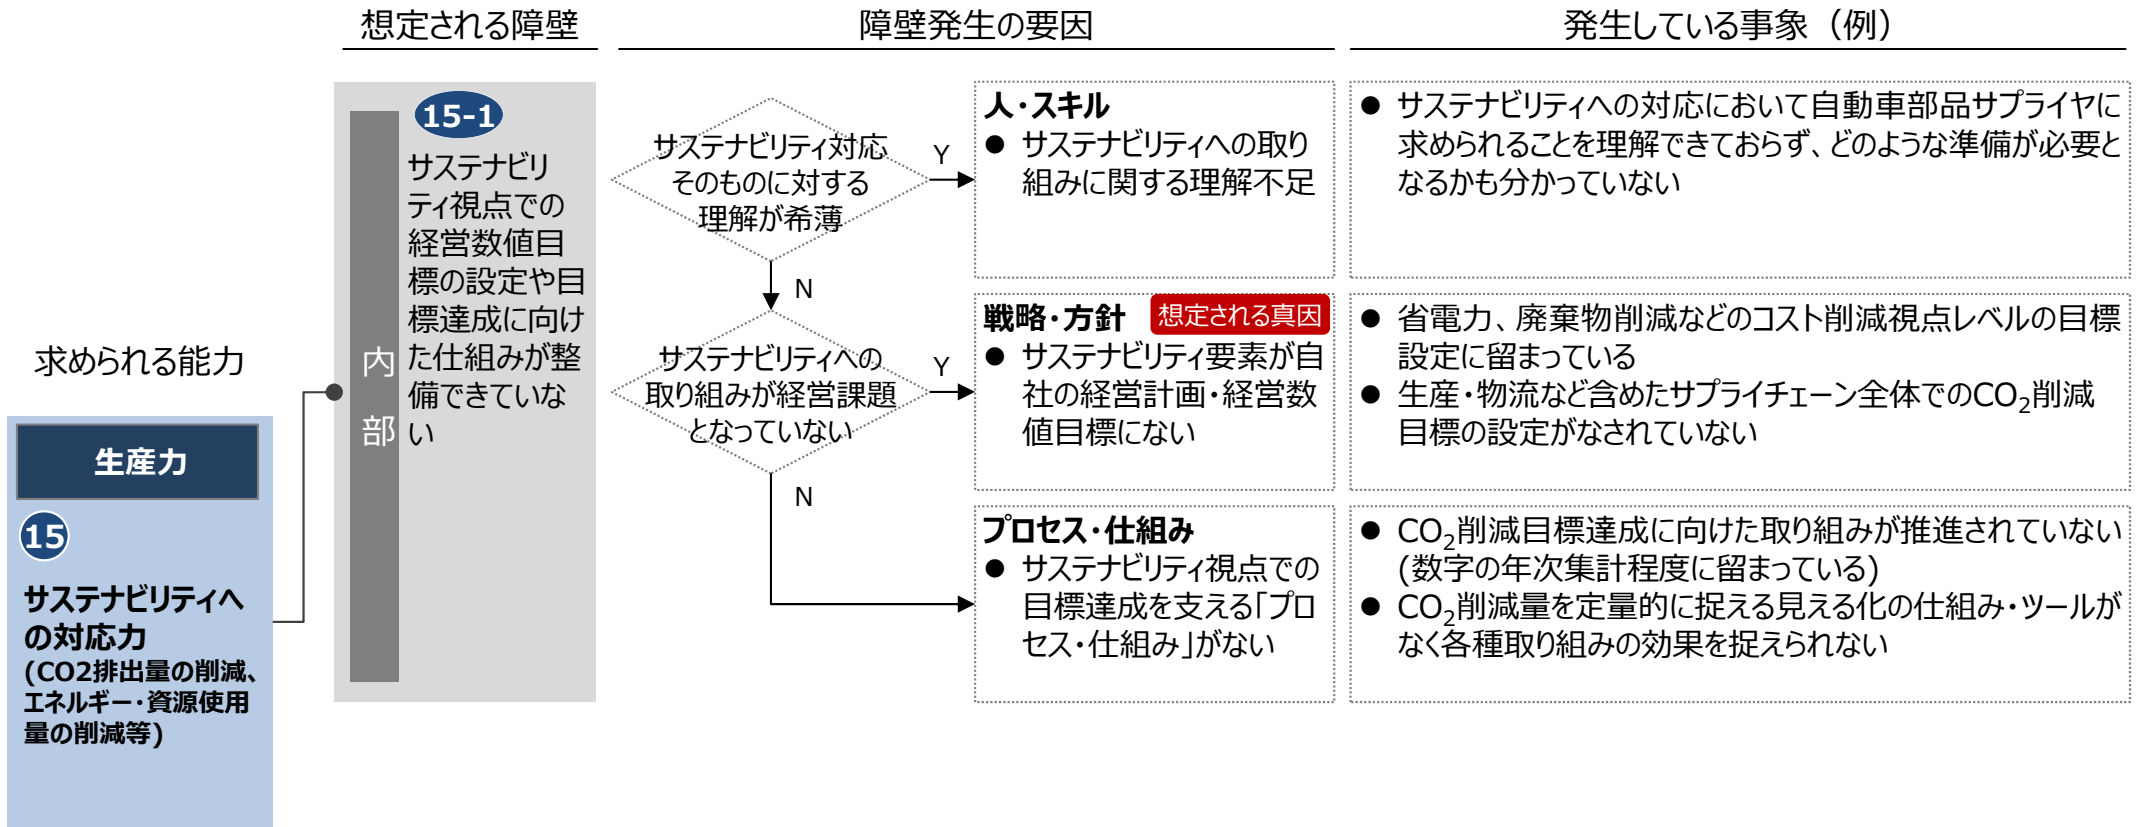 想定される障壁
障壁発生の要因
発生している事象（例）
求められる能力
生産力
15
サステナビリティへ
の対応力
(CO2排出量の削減、
エネルギー・資源使用
量の削減等)
内
部
15-1
サステナビリ
ティ視点での
経営数値目
標の設定や目
標達成に向け
た仕組みが整
備できていな
い
サステナビリティ対応
そのものに対する
理解が希薄
Y
N
人・スキル
● サステナビリティへの取り
組みに関する理解不足
● サステナビリティへの対応において自動車部品サプライヤに
求められることを理解できておらず、どのような準備が必要と
なるかも分かっていない
サステナビリティへの
取り組みが経営課題
となっていない
Y
N
戦略・方針
想定される真因
● サステナビリティ要素が自
社の経営計画・経営数
値目標にない
● 省電力、廃棄物削減などのコスト削減視点レベルの目標
設定に留まっている
● 生産・物流など含めたサプライチェーン全体でのCO₂削減
目標の設定がなされていない
プロセス・仕組み
● サステナビリティ視点での
目標達成を支える「プロ
セス・仕組み」がない
● CO₂削減目標達成に向けた取り組みが推進されていない
(数字の年次集計程度に留まっている)
● CO₂削減量を定量的に捉える見える化の仕組み・ツールが
なく各種取り組みの効果を捉えられない